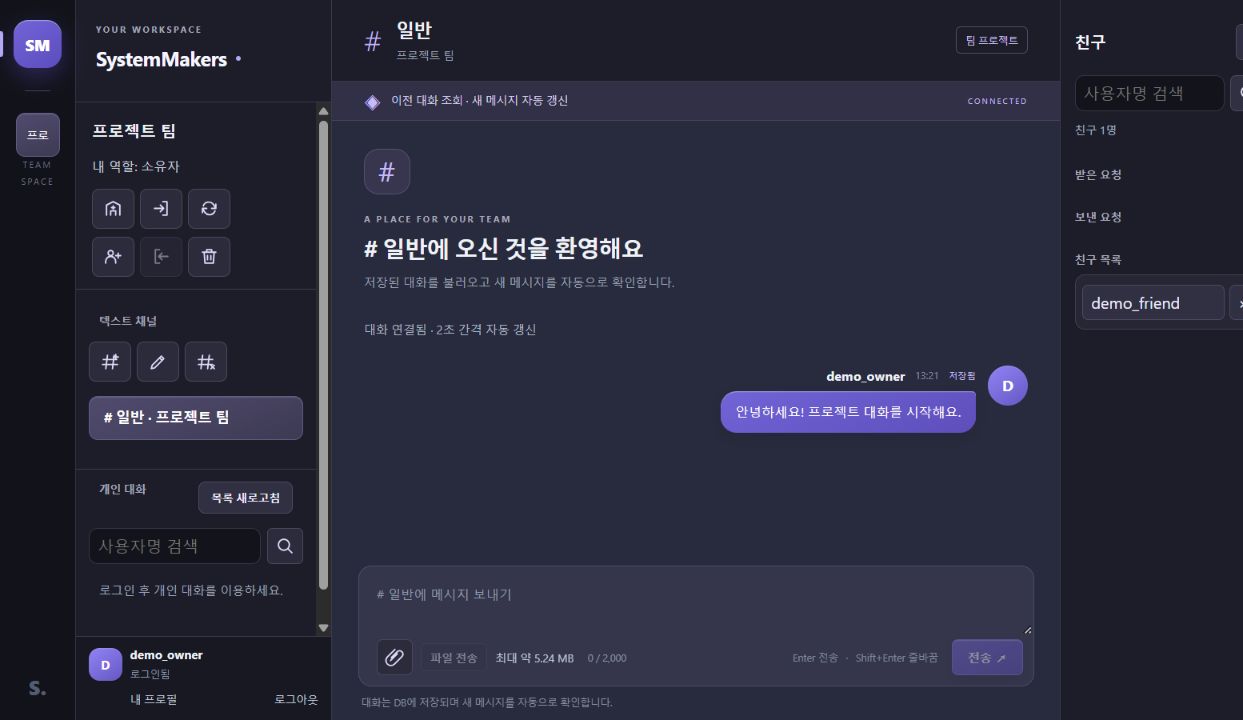 SM
프로
TEAM
SPACE
S.
YOUR WORKSPACE
SystemMakers
프로젝트 팀
내 역할: 소유자
텍스트 채널
# 일반 · 프로젝트 팀
개인 대화
목록 새로고침
사용자명 검색
로그인 후 개인 대화를 이용하세요.
D
demo_owner
로그인됨
내 프로필
로그아웃
# 일반
프로젝트 팀
팀 프로젝트
이전 대화 조회 · 새 메시지 자동 갱신
CONNECTED
#
A PLACE FOR YOUR TEAM
# 일반에 오신 것을 환영해요
저장된 대화를 불러오고 새 메시지를 자동으로 확인합니다.
대화 연결됨 · 2초 간격 자동 갱신
demo_owner 13:21 저장됨
D
안녕하세요! 프로젝트 대화를 시작해요.
# 일반에 메시지 보내기
파일 전송
최대 약 5.24 MB
0 / 2,000
Enter 전송 · Shift+Enter 줄바꿈
전송 ↗
대화는 DB에 저장되며 새 메시지를 자동으로 확인합니다.
친구
사용자명 검색
친구 1명
받은 요청
보낸 요청
친구 목록
demo_friend